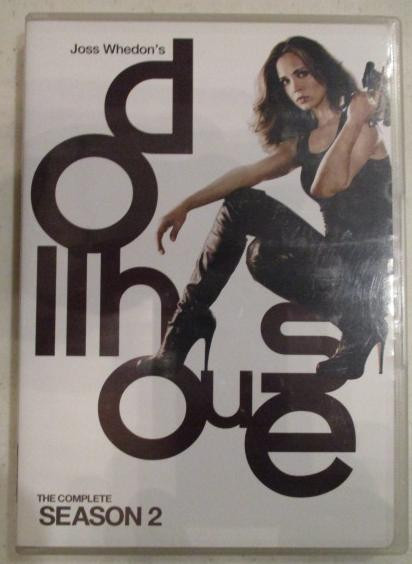 Joss Whedon's
dollhouse
THE COMPLETE
SEASON 2